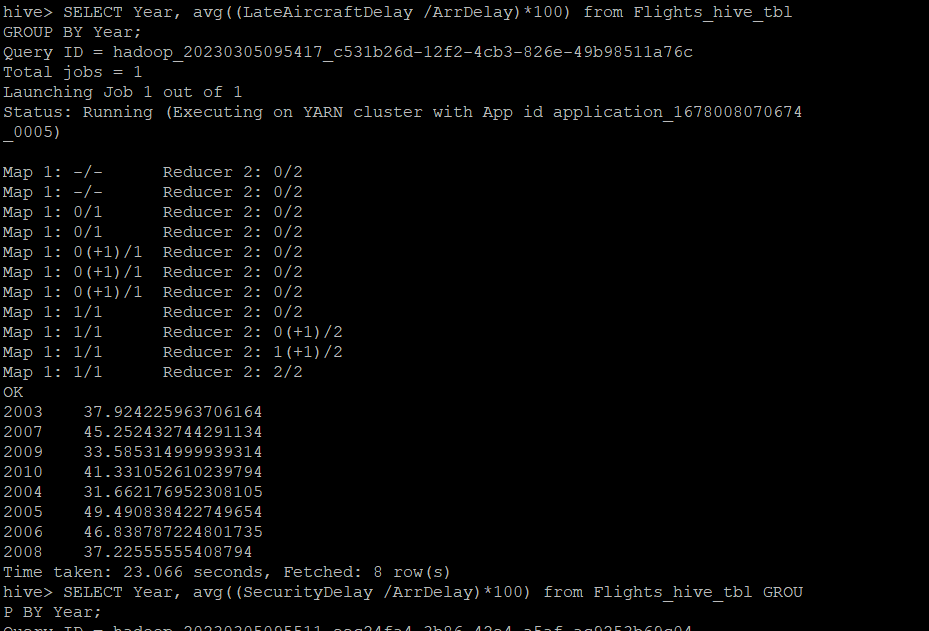 hive> SELECT Year, avg((LateAircraftDelay /ArrDelay)*100) from Flights_hive_tbl
GROUP BY Year;
Query ID = hadoop_20230305095417_c531b26d-12f2-4cb3-826e-49b98511a76c
Total jobs = 1
Launching Job 1 out of 1
Status: Running (Executing on YARN cluster with App id application_1678008070674
_0005)
Map 1: -/- Reducer 2: 0/2
Map 1: -/- Reducer 2: 0/2
Map 1: 0/1 Reducer 2: 0/2
Map 1: 0/1 Reducer 2: 0/2
Map 1: 0(+1)/1 Reducer 2: 0/2
Map 1: 0(+1)/1 Reducer 2: 0/2
Map 1: 0(+1)/1 Reducer 2: 0/2
Map 1: 1/1 Reducer 2: 0/2
Map 1: 1/1 Reducer 2: 0(+1)/2
Map 1: 1/1 Reducer 2: 1(+1)/2
Map 1: 1/1 Reducer 2: 2/2
OK
2003 37.924225963706164
2007 45.252432744291134
2009 33.585314999939314
2010 41.331052610239794
2004 31.662176952308105
2005 49.490838422749654
2006 46.838787224801735
2008 37.22555555408794
Time taken: 23.066 seconds, Fetched: 8 row(s)
hive> SELECT Year, avg((SecurityDelay /ArrDelay)*100) from Flights_hive_tbl GROU
P BY Year;
Query ID =